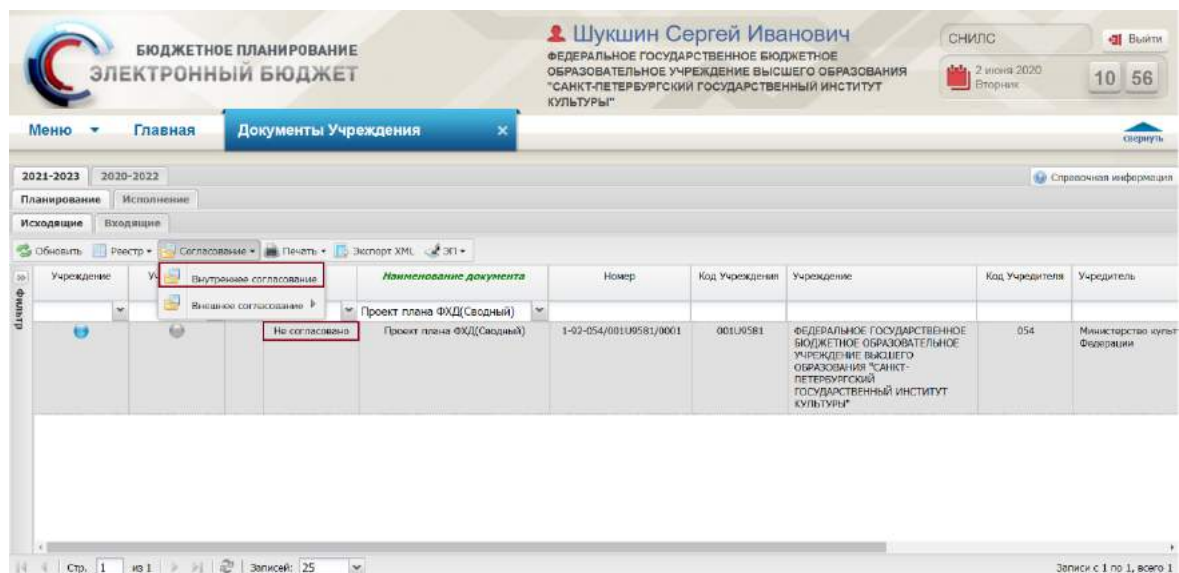 БЮДЖЕТНОЕ ПЛАНИРОВАНИЕ
ЭЛЕКТРОННЫЙ БЮДЖЕТ
Шукшин Сергей Иванович
ФЕДЕРАЛЬНОЕ ГОСУДАРСТВЕННОЕ БЮДЖЕТНОЕ
ОБРАЗОВАТЕЛЬНОЕ УЧРЕЖДЕНИЕ ВЫСШЕГО ОБРАЗОВАНИЯ
"САНКТ-ПЕТЕРБУРГСКИЙ ГОСУДАРСТВЕННЫЙ ИНСТИТУТ
КУЛЬТУРЫ"
СНИЛС Выйти
2 июня 2020
Вторник
10 56
Меню Главная Документы Учреждения
свернуть
2021-2023 2020-2022 Справочная информация
Планирование Исполнение
Исходящие Входящие
Обновить Реестр Согласование Печать Экспорт XML ЭП
Учреждение Наименование документа Номер Код Учреждения Учреждение Код Учредителя Учредитель
Внутреннее согласование
Внешнее согласование
Фильтр
Проект плана ФХД(Сводный)
Не согласовано Проект плана ФХД(Сводный) 1-92-054/001U9581/0001 001U9581 ФЕДЕРАЛЬНОЕ ГОСУДАРСТВЕННОЕ 054 Министерство культ
БЮДЖЕТНОЕ ОБРАЗОВАТЕЛЬНОЕ Федерации
УЧРЕЖДЕНИЕ ВЫСШЕГО
ОБРАЗОВАНИЯ "САНКТ-
ПЕТЕРБУРГСКИЙ
ГОСУДАРСТВЕННЫЙ ИНСТИТУТ
КУЛЬТУРЫ"
Стр. 1 из 1 Записей: 25 Записи с 1 по 1, всего 1